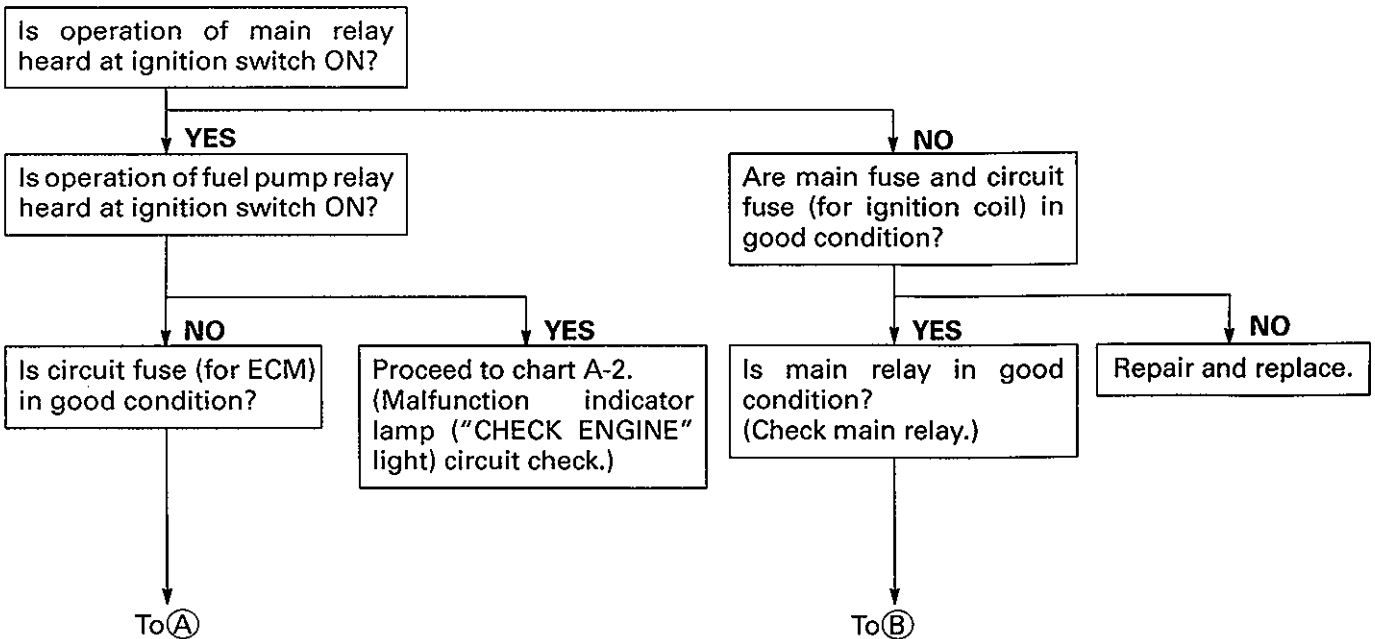 Is operation of main relay
heard at ignition switch ON?
YES
NO
Is operation of fuel pump relay
heard at ignition switch ON?
Are main fuse and circuit
fuse (for ignition coil) in
good condition?
NO
YES
YES
NO
Is circuit fuse (for ECM)
in good condition?
Proceed to chart A-2.
(Malfunction indicator
lamp ("CHECK ENGINE"
light) circuit check.)
Is main relay in good
condition?
(Check main relay.)
Repair and replace.
To Ⓐ
To Ⓑ